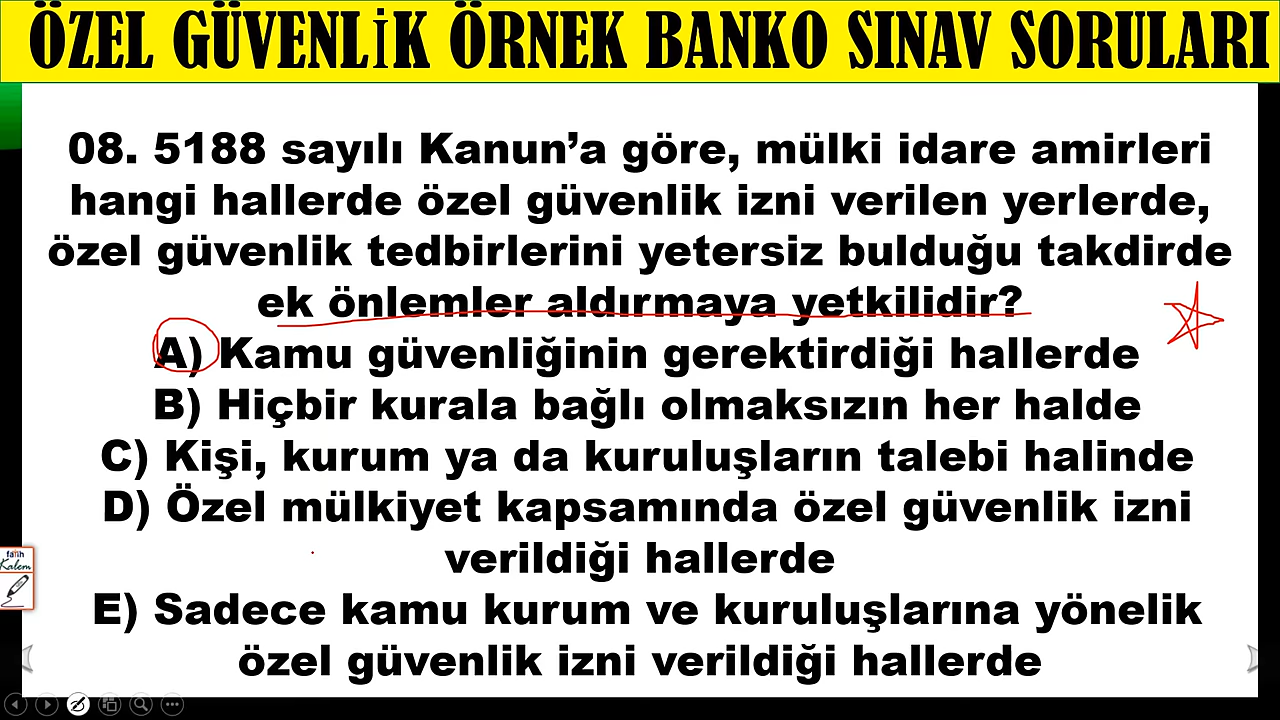 ÖZEL GÜVENLİK ÖRNEK BANKO SINAV SORULARI
08. 5188 sayılı Kanun’a göre, mülki idare amirleri
hangi hallerde özel güvenlik izni verilen yerlerde,
özel güvenlik tedbirlerini yetersiz bulduğu takdirde
ek önlemler aldırmaya yetkilidir?
A) Kamu güvenliğinin gerektirdiği hallerde
B) Hiçbir kurala bağlı olmaksızın her halde
C) Kişi, kurum ya da kuruluşların talebi halinde
D) Özel mülkiyet kapsamında özel güvenlik izni
verildiği hallerde
E) Sadece kamu kurum ve kuruluşlarına yönelik
özel güvenlik izni verildiği hallerde
fatih
Kalem